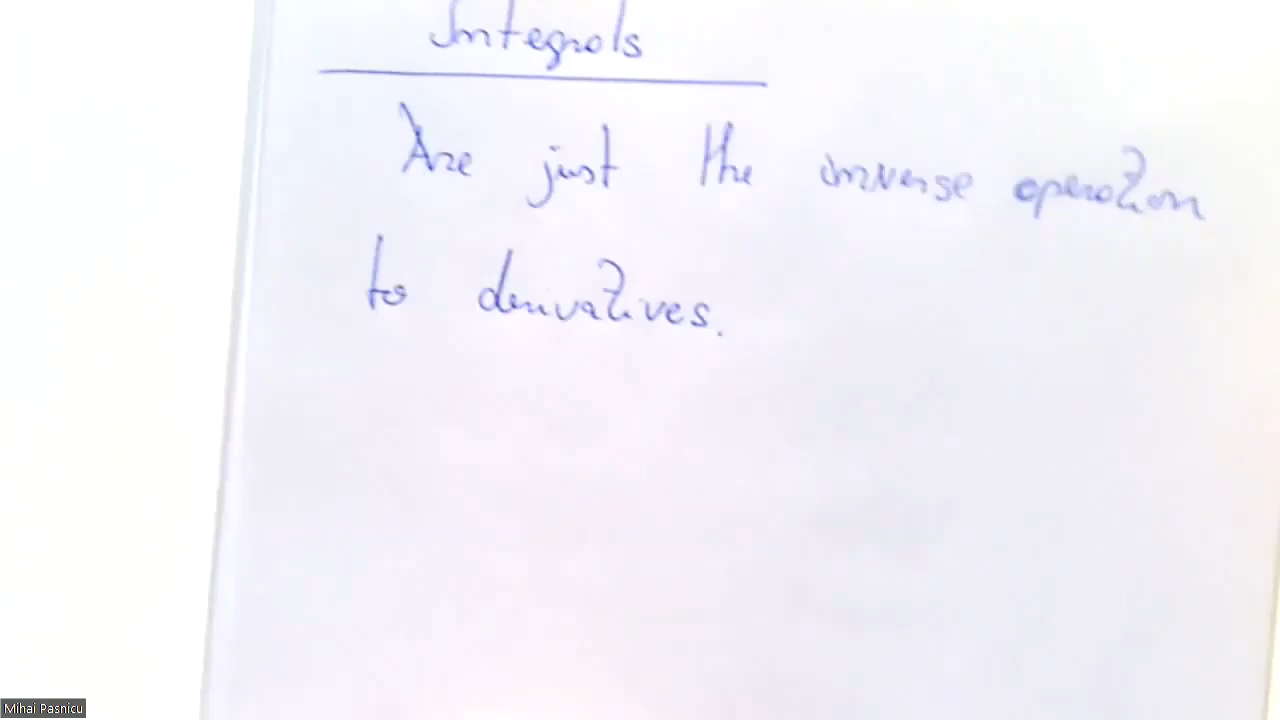 Integrals
Are just the inverse operation
to derivatives.
Mihai Pasnicu